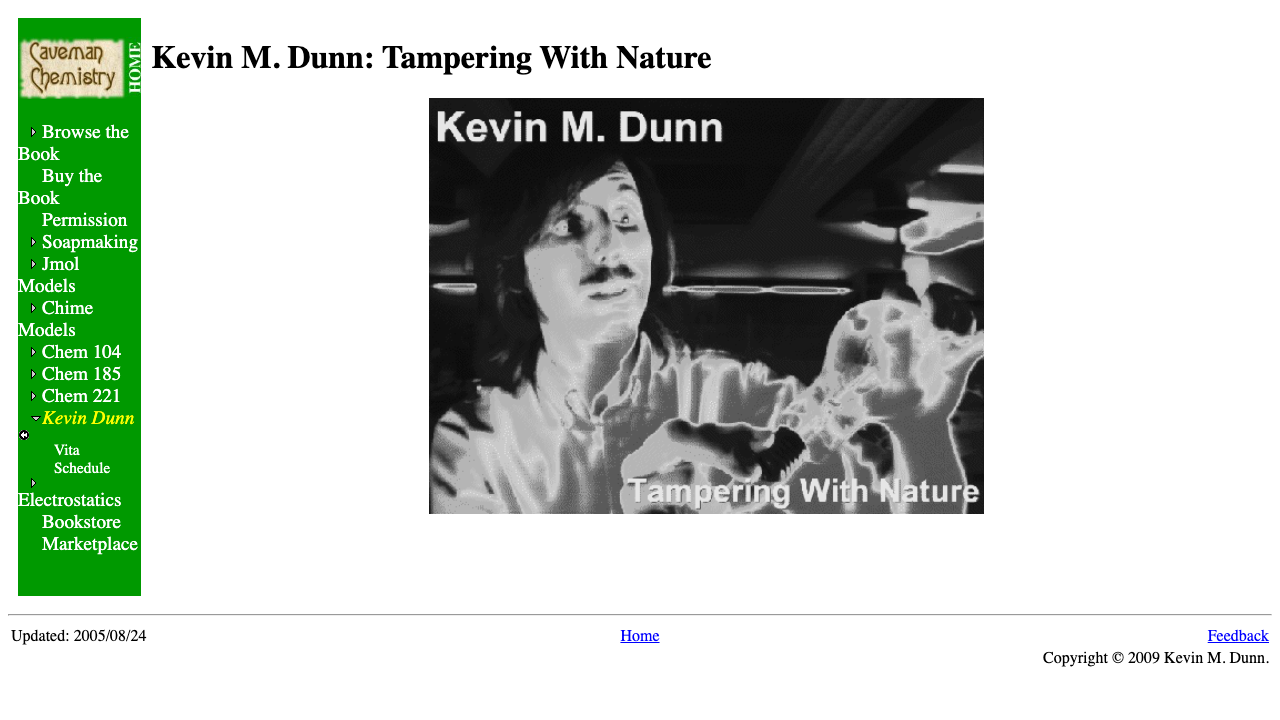 Caveman
Chemistry
HOME
Browse the
Book
Buy the
Book
Permission
Soapmaking
Jmol
Models
Chime
Models
Chem 104
Chem 185
Chem 221
Kevin Dunn
Vita
Schedule
Electrostatics
Bookstore
Marketplace
Kevin M. Dunn: Tampering With Nature
Kevin M. Dunn
Tampering With Nature
Updated: 2005/08/24
Home
Feedback
Copyright © 2009 Kevin M. Dunn.